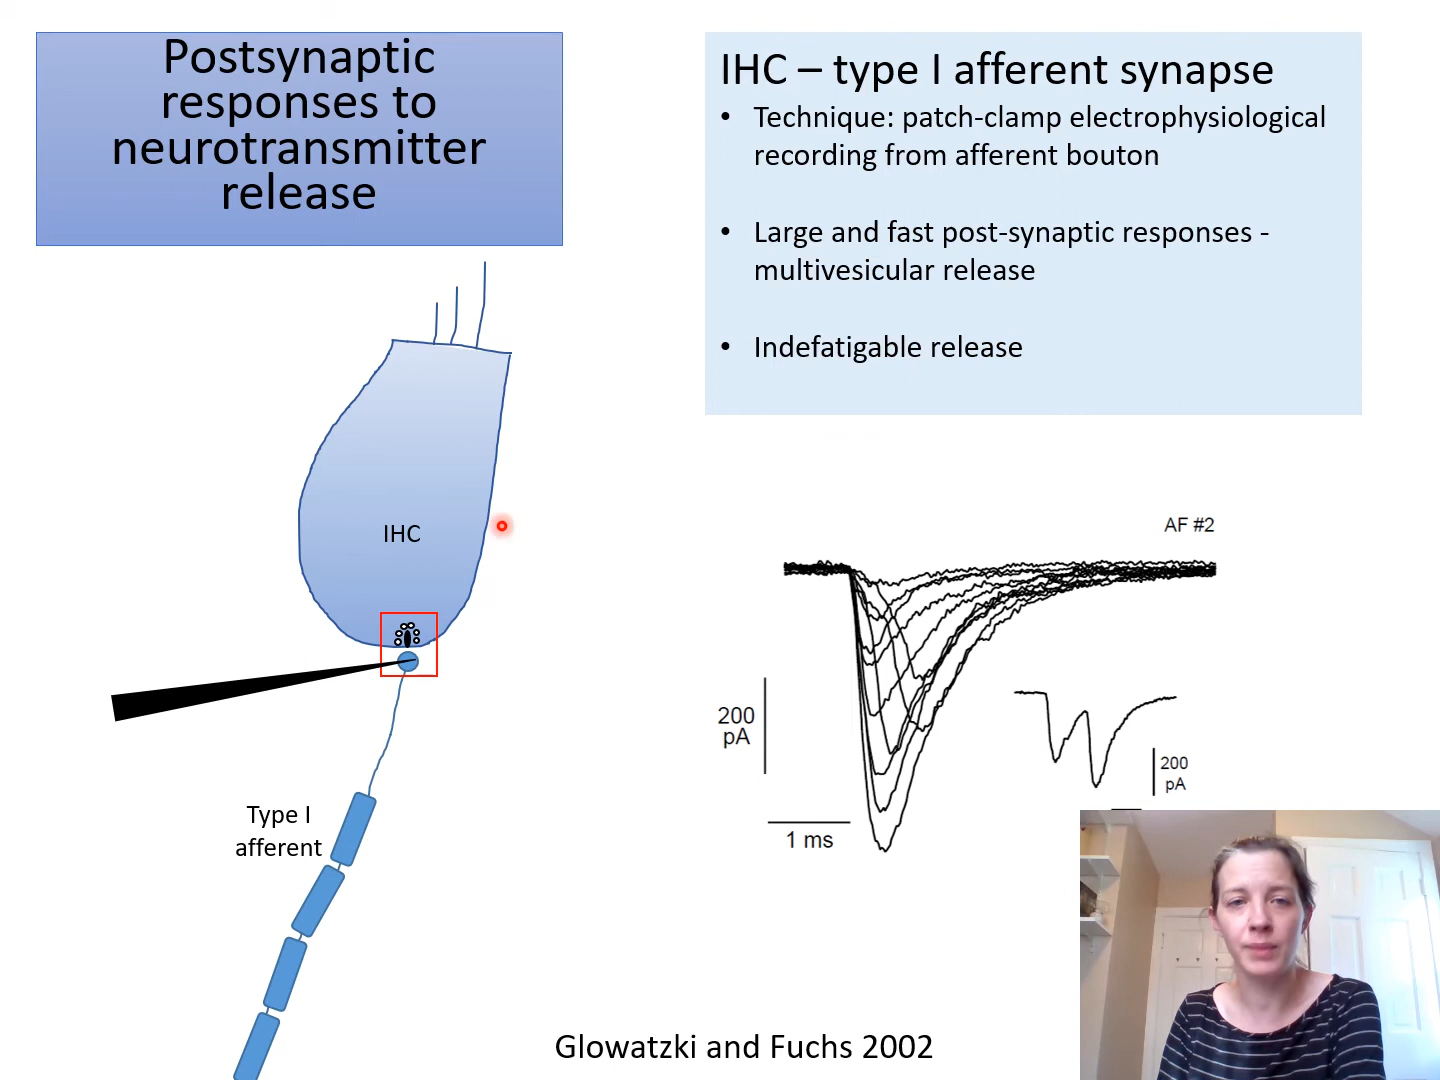 Postsynaptic
responses to
neurotransmitter
release
IHC – type I afferent synapse
• Technique: patch-clamp electrophysiological
recording from afferent bouton
• Large and fast post-synaptic responses -
multivesicular release
• Indefatigable release
IHC
Type I
afferent
AF #2
200
pA
1 ms
200
pA
Glowatzki and Fuchs 2002